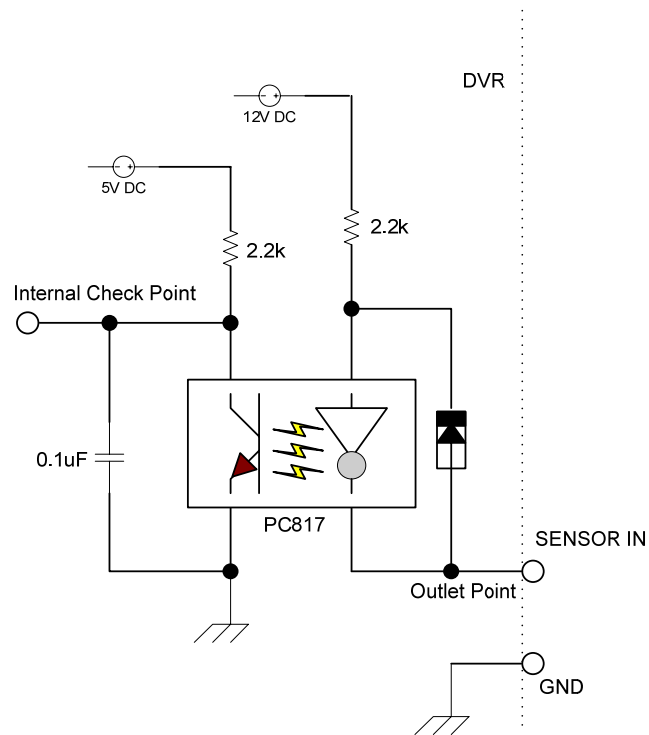 DVR
- +
12V DC
- +
5V DC
2.2k
2.2k
Internal Check Point
0.1uF
PC817
SENSOR IN
Outlet Point
GND